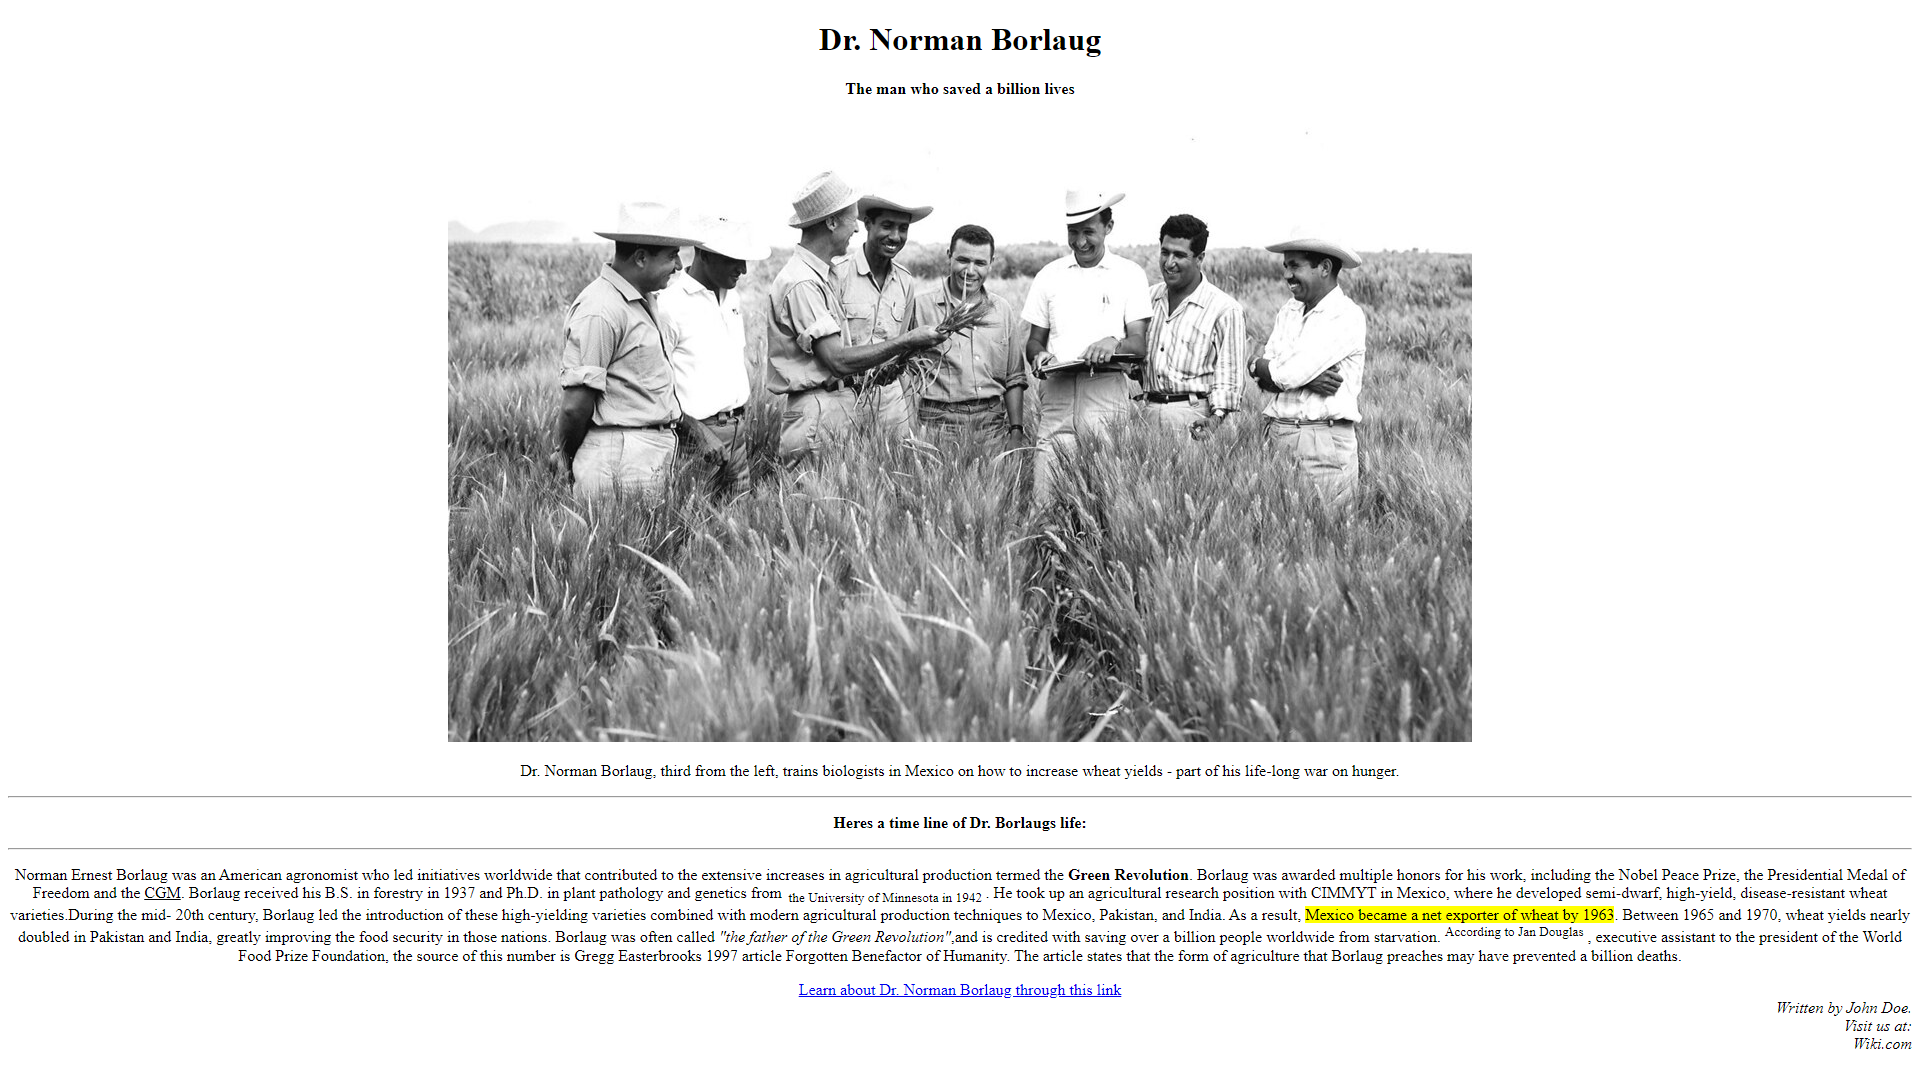 Dr. Norman Borlaug
The man who saved a billion lives
Dr. Norman Borlaug, third from the left, trains biologists in Mexico on how to increase wheat yields - part of his life-long war on hunger.
Heres a time line of Dr. Borlaugs life:
Norman Ernest Borlaug was an American agronomist who led initiatives worldwide that contributed to the extensive increases in agricultural production termed the Green Revolution. Borlaug was awarded multiple honors for his work, including the Nobel Peace Prize, the Presidential Medal of
Freedom and the CGM. Borlaug received his B.S. in forestry in 1937 and Ph.D. in plant pathology and genetics from the University of Minnesota in 1942 . He took up an agricultural research position with CIMMYT in Mexico, where he developed semi-dwarf, high-yield, disease-resistant wheat
varieties.During the mid- 20th century, Borlaug led the introduction of these high-yielding varieties combined with modern agricultural production techniques to Mexico, Pakistan, and India. As a result, Mexico became a net exporter of wheat by 1963. Between 1965 and 1970, wheat yields nearly
doubled in Pakistan and India, greatly improving the food security in those nations. Borlaug was often called "the father of the Green Revolution",and is credited with saving over a billion people worldwide from starvation. According to Jan Douglas , executive assistant to the president of the World
Food Prize Foundation, the source of this number is Gregg Easterbrooks 1997 article Forgotten Benefactor of Humanity. The article states that the form of agriculture that Borlaug preaches may have prevented a billion deaths.
Learn about Dr. Norman Borlaug through this link
Written by John Doe.
Visit us at:
Wiki.com